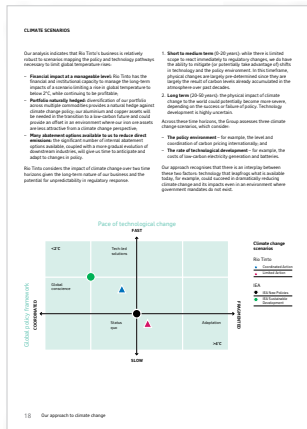 CLIMATE SCENARIOS
Our analysis indicates that Rio Tinto's business is relatively
robust to scenarios mapping the policy and technology pathways
necessary to limit global temperature rises.
– Financial impact at a manageable level: Rio Tinto has the
financial and institutional capacity to manage the long-term
impacts of a scenario limiting a rise in global temperature to
below 2°C, while continuing to be profitable.
– Portfolio naturally hedged: diversification of our portfolio
across multiple commodities provides a natural hedge against
climate change policy; our aluminium and copper assets will
be needed in the transition to a low-carbon future and could
provide an offset in an environment where our iron ore assets
are less attractive from a climate change perspective.
– Many abatement options available to us to reduce direct
emissions: the significant number of internal abatement
options available, coupled with a more gradual evolution of
downstream industries, will give us time to anticipate and
adapt to changes in policy.
Rio Tinto considers the impact of climate change over two time
horizons given the long-term nature of our business and the
potential for unpredictability in regulatory response.
1. Short to medium term (0-20 years): while there is limited
scope to react immediately to regulatory changes, we do have
the ability to mitigate (or potentially take advantage of) shifts
in technology and the policy environment. In this timeframe,
physical changes are largely pre-determined since they are
largely the result of carbon levels already accumulated in the
atmosphere over past decades.
2. Long term (20-50 years): the physical impact of climate
change to the world could potentially become more severe,
depending on the success or failure of policy. Technology
development is highly uncertain.
Across these time horizons, the Group assesses three climate
change scenarios, which consider:
– The policy environment – for example, the level and
coordination of carbon pricing internationally; and
– The rate of technological development – for example, the
costs of low-carbon electricity generation and batteries.
Our approach recognises that there is an interplay between
these two factors: technology that leapfrogs what is available
today, for example, could succeed in dramatically reducing
climate change and its impacts even in an environment where
government mandates do not exist.
Pace of technological change
FAST
<2°C
Tech-led
solutions
Global
conscience
Global policy framework
COORDINATED
FRAGMENTED
Status
quo
Adaptation
>4°C
SLOW
Climate change
scenarios
Rio Tinto
Coordinated Action
Limited Action
IEA
IEA New Policies
IEA Sustainable
Development
18 Our approach to climate change